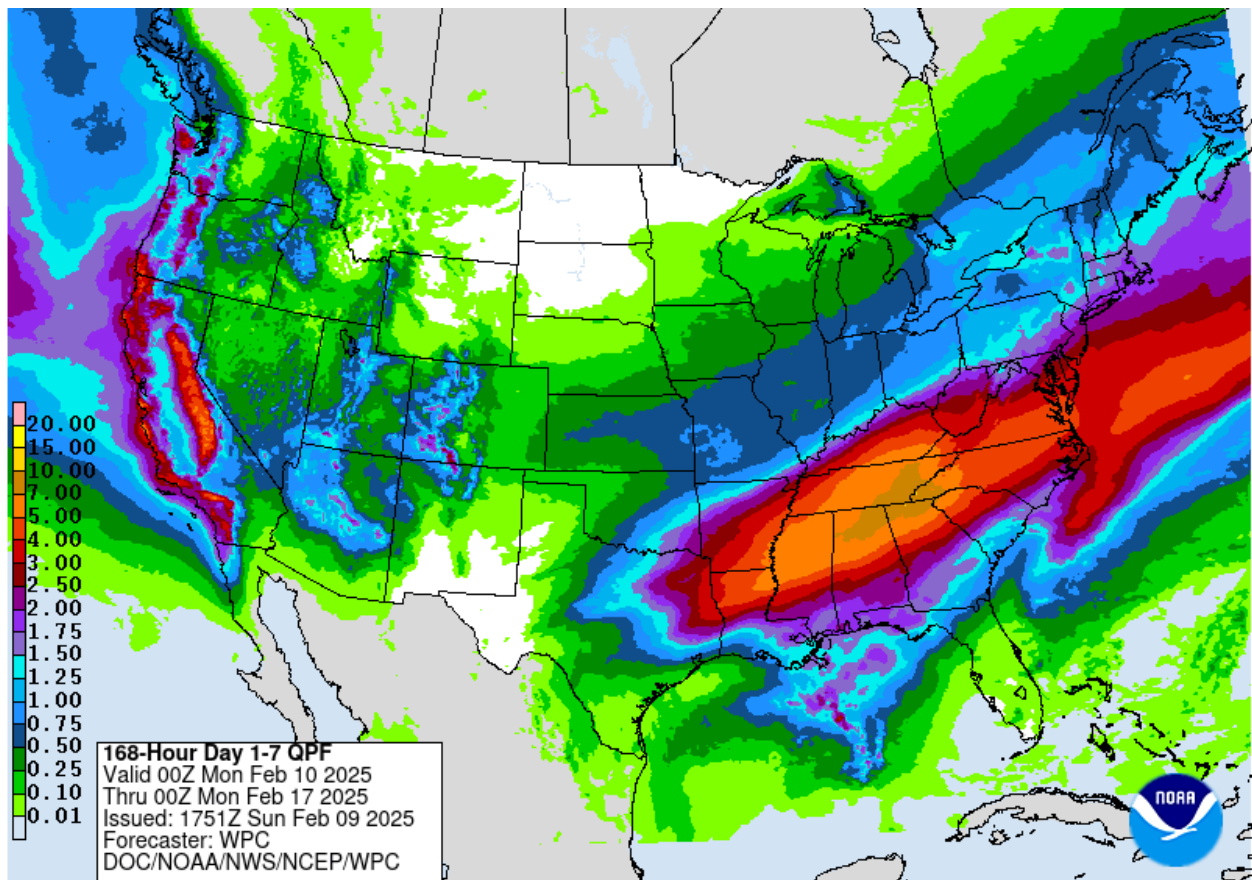 20.00
15.00
10.00
7.00
5.00
4.00
3.00
2.50
2.00
1.75
1.50
1.25
1.00
0.75
0.50
0.25
0.10
0.01
168-Hour Day 1-7 QPF
Valid 00Z Mon Feb 10 2025
Thru 00Z Mon Feb 17 2025
Issued: 1751Z Sun Feb 09 2025
Forecaster: WPC
DOC/NOAA/NWS/NCEP/WPC
NOAA